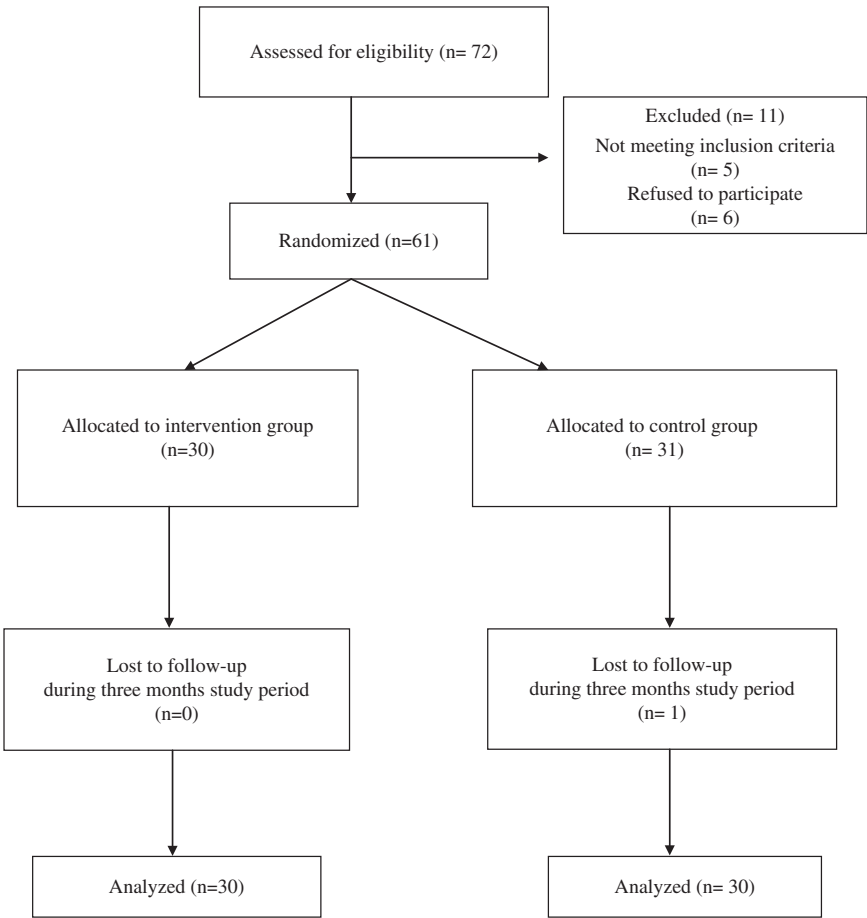 Assessed for eligibility (n= 72)
Excluded (n= 11)
Not meeting inclusion criteria
(n= 5)
Refused to participate
(n= 6)
Randomized (n=61)
Allocated to intervention group
(n=30)
Allocated to control group
(n= 31)
Lost to follow-up
during three months study period
(n=0)
Lost to follow-up
during three months study period
(n= 1)
Analyzed (n=30)
Analyzed (n= 30)